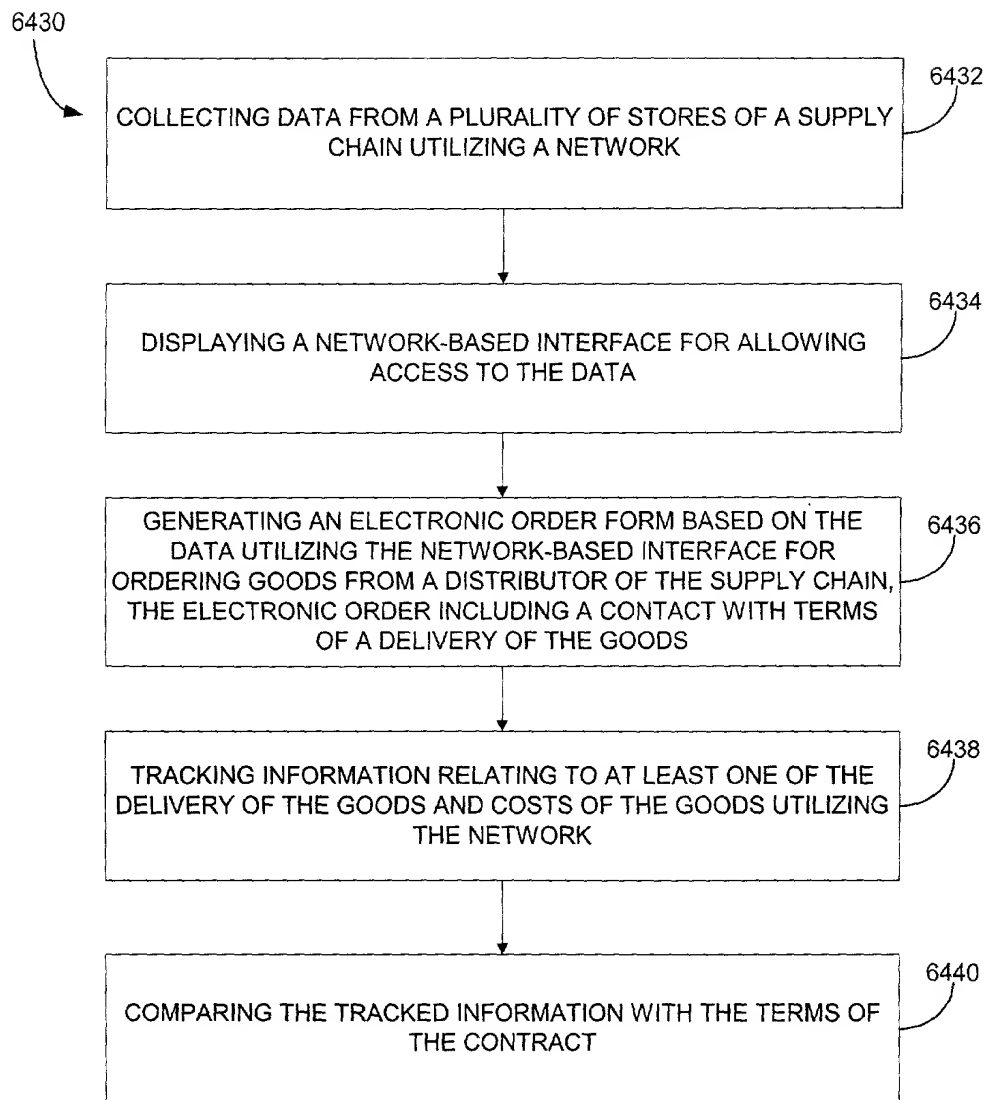 6430
6432
COLLECTING DATA FROM A PLURALITY OF STORES OF A SUPPLY
CHAIN UTILIZING A NETWORK
6434
DISPLAYING A NETWORK-BASED INTERFACE FOR ALLOWING
ACCESS TO THE DATA
6436
GENERATING AN ELECTRONIC ORDER FORM BASED ON THE
DATA UTILIZING THE NETWORK-BASED INTERFACE FOR
ORDERING GOODS FROM A DISTRIBUTOR OF THE SUPPLY CHAIN,
THE ELECTRONIC ORDER INCLUDING A CONTACT WITH TERMS
OF A DELIVERY OF THE GOODS
6438
TRACKING INFORMATION RELATING TO AT LEAST ONE OF THE
DELIVERY OF THE GOODS AND COSTS OF THE GOODS UTILIZING
THE NETWORK
6440
COMPARING THE TRACKED INFORMATION WITH THE TERMS OF
THE CONTRACT